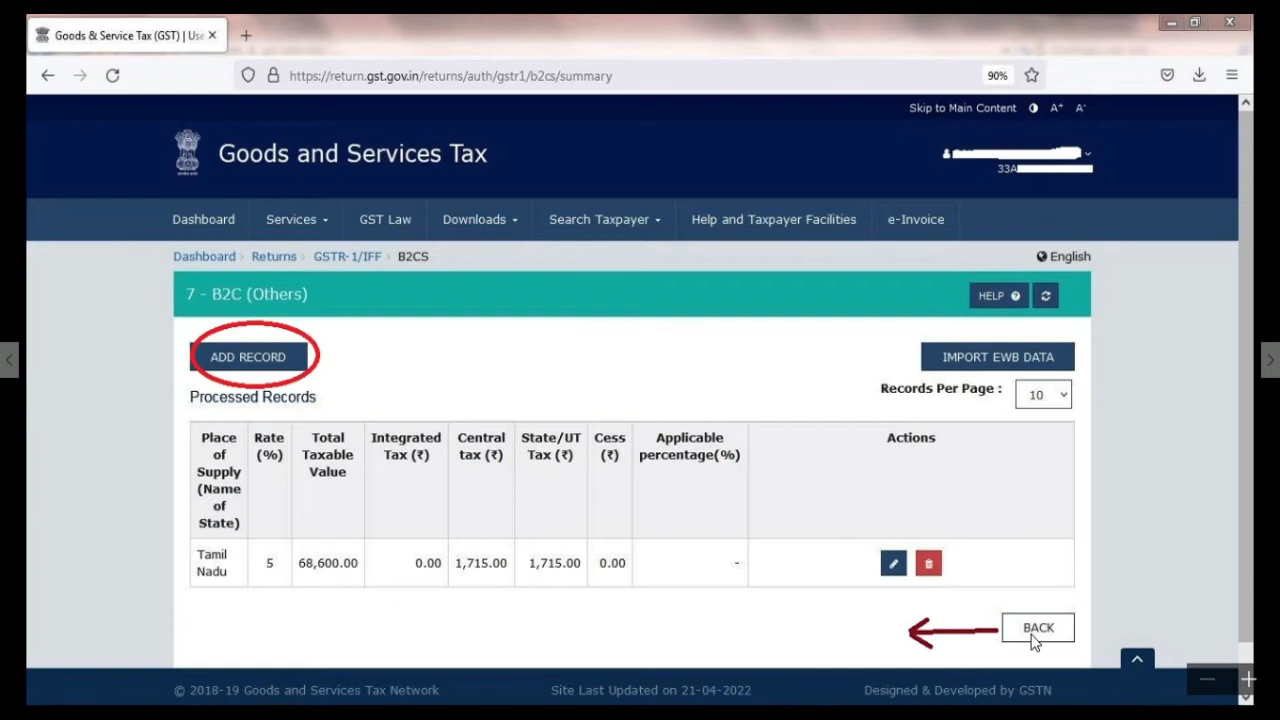 Goods & Service Tax (GST) | Use
https://return.gst.gov.in/returns/auth/gstr1/b2cs/summary
90%
Skip to Main Content A+ A-
Goods and Services Tax
33A
Dashboard Services GST Law Downloads Search Taxpayer Help and Taxpayer Facilities e-Invoice
Dashboard Returns GSTR-1/IFF B2CS English
7 - B2C (Others) HELP
ADD RECORD IMPORT EWB DATA
Processed Records Records Per Page : 10
Place Rate Total Integrated Central State/UT Cess Applicable Actions
of (%) Taxable Tax (₹) tax (₹) Tax (₹) (₹) percentage(%)
Supply Value
(Name
of
State)
Tamil
Nadu 5 68,600.00 0.00 1,715.00 1,715.00 0.00 -
BACK
© 2018-19 Goods and Services Tax Network Site Last Updated on 21-04-2022 Designed & Developed by GSTN